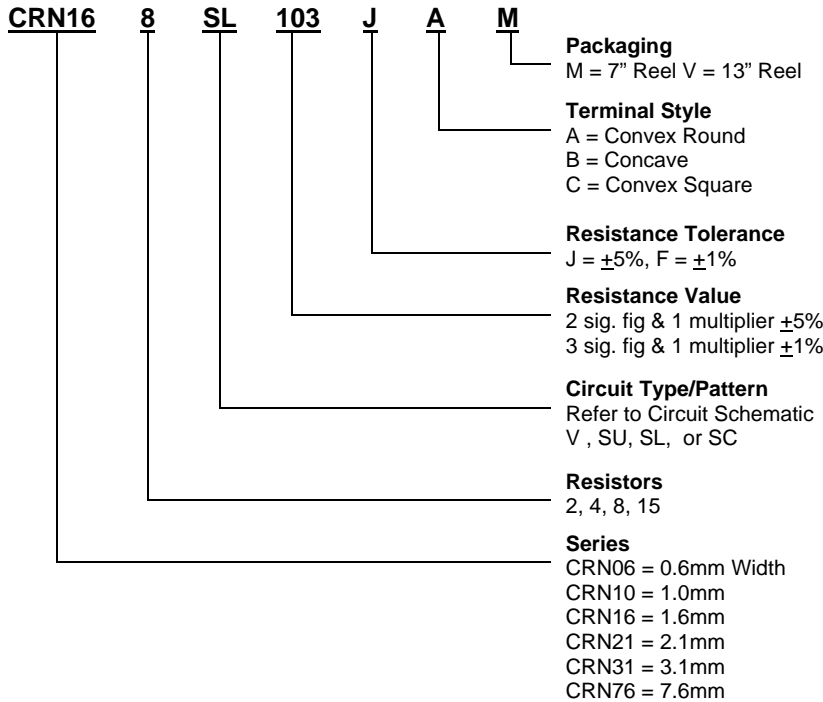 CRN16 8 SL 103 J A M
Packaging
M = 7” Reel V = 13” Reel
Terminal Style
A = Convex Round
B = Concave
C = Convex Square
Resistance Tolerance
J = ±5%, F = ±1%
Resistance Value
2 sig. fig & 1 multiplier ±5%
3 sig. fig & 1 multiplier ±1%
Circuit Type/Pattern
Refer to Circuit Schematic
V , SU, SL, or SC
Resistors
2, 4, 8, 15
Series
CRN06 = 0.6mm Width
CRN10 = 1.0mm
CRN16 = 1.6mm
CRN21 = 2.1mm
CRN31 = 3.1mm
CRN76 = 7.6mm